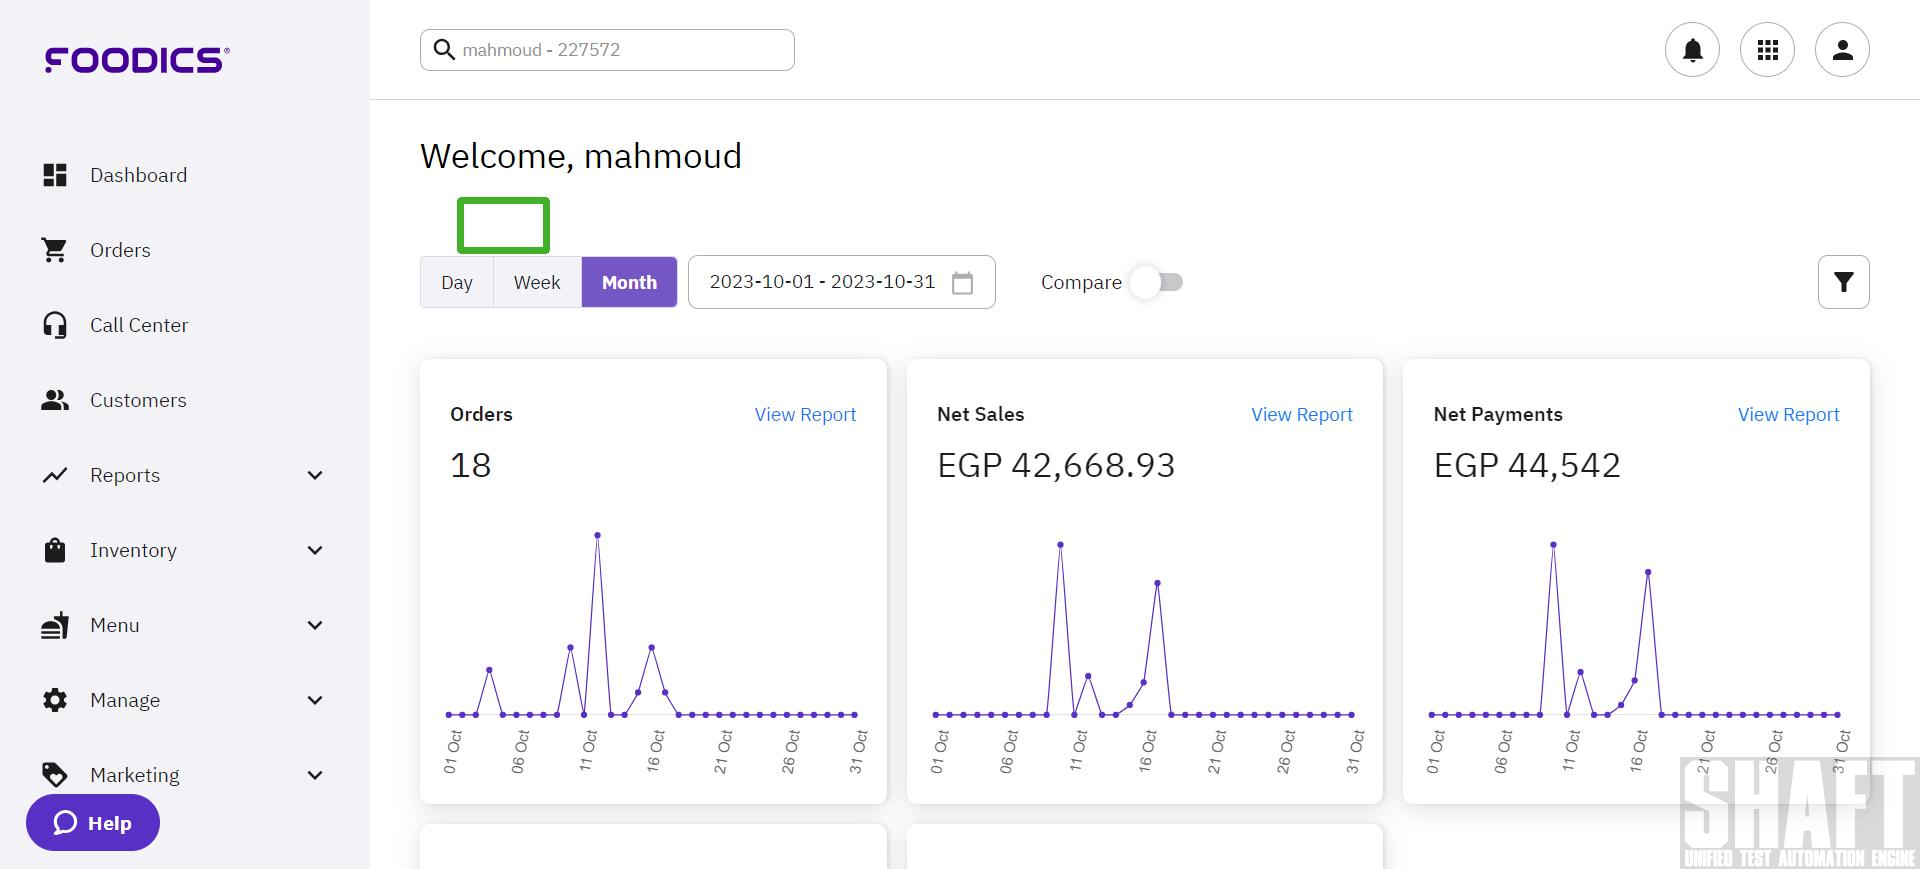 FOODICS®
mahmoud - 227572
Dashboard
Orders
Call Center
Customers
Reports
Inventory
Menu
Manage
Marketing
Help
Welcome, mahmoud
Day Week Month 2023-10-01 - 2023-10-31 Compare
Orders View Report
18
01 Oct 06 Oct 11 Oct 16 Oct 21 Oct 26 Oct 31 Oct
Net Sales View Report
EGP 42,668.93
01 Oct 06 Oct 11 Oct 16 Oct 21 Oct 26 Oct 31 Oct
Net Payments View Report
EGP 44,542
01 Oct 06 Oct 11 Oct 16 Oct 21 Oct 26 Oct 31 Oct
SHAFT
UNIFIED TEST AUTOMATION ENGINE